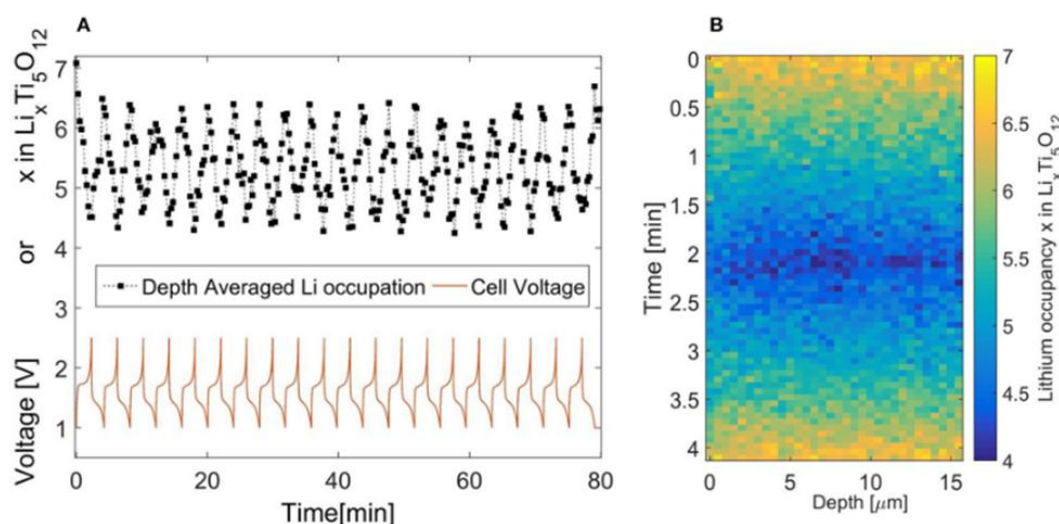 A
x in LixTi5O12
or
Voltage [V]
7
6
5
4
3
2
1
Depth Averaged Li occupation
Cell Voltage
0
20
40
60
80
Time[min]
B
Time [min]
0
0.5
1
1.5
2
2.5
3
3.5
4
0
5
10
15
Depth [μm]
7
6.5
6
5.5
5
4.5
4
Lithium occupancy x in LixTi5O12